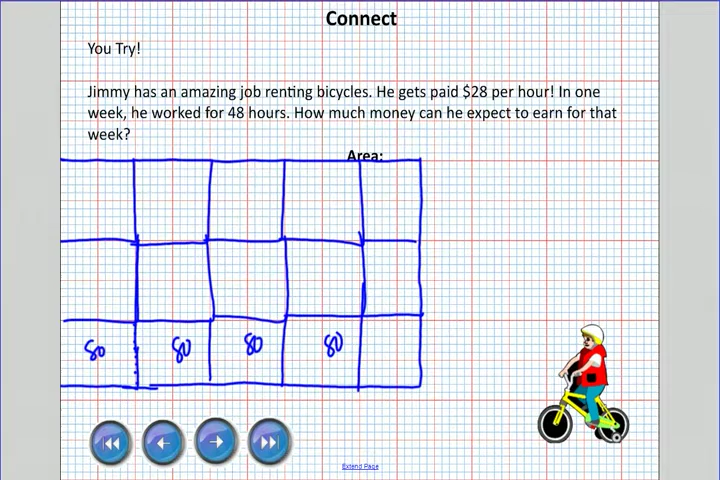 Connect
You Try!
Jimmy has an amazing job renting bicycles. He gets paid $28 per hour! In one
week, he worked for 48 hours. How much money can he expect to earn for that
week?
Area:
80 80 80 80
Extend Page